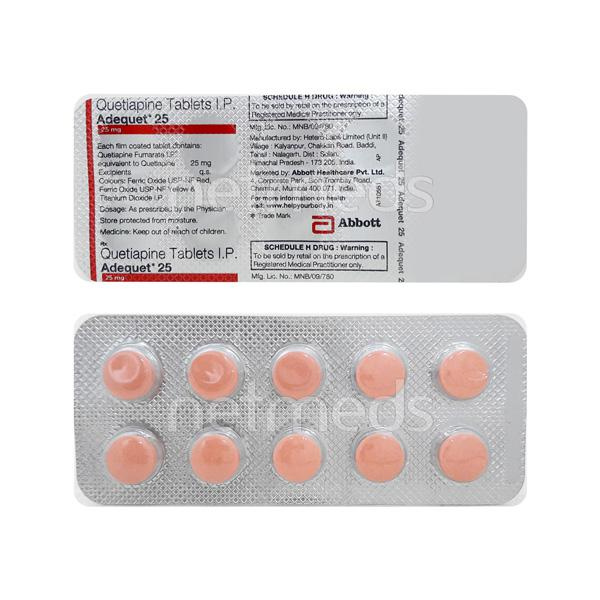 Quetiapine Tablets I.P.
Adequet* 25
25 mg
Each film coated tablet contains:
Quetiapine Fumarate I.P.
equivalent to Quetiapine 25 mg
Excipients q.s.
Colours: Ferric Oxide USP-NF Red,
Ferric Oxide USP-NF Yellow &
Titanium Dioxide I.P.
Dosage: As prescribed by the Physician.
Store protected from moisture.
Medicine: Keep out of reach of children.
Rx
Quetiapine Tablets I.P.
Adequet* 25
25 mg
SCHEDULE H DRUG : Warning :
To be sold by retail on the prescription of a
Registered Medical Practitioner only.
Mfg. Lic. No.: MNB/09/780
Manufactured by: Hetero Labs Limited (Unit II)
Village : Kalyanpur, Chakkan Road, Baddi,
Tehsil : Nalagarh, Dist : Solan,
Himachal Pradesh - 173 205. India.
Marketed by: Abbott Healthcare Pvt. Ltd.
4, Corporate Park, Sion Trombay Road,
Chembur, Mumbai 400 071. INDIA.
For more information on health
visit: www.helpyourbody.in
* Trade Mark
Abbott
SCHEDULE H DRUG : Warning :
To be sold by retail on the prescription of a
Registered Medical Practitioner only.
Mfg. Lic. No.: MNB/09/780
Adequet 25 Adequet 25 Adequet 25
netmeds
netmeds